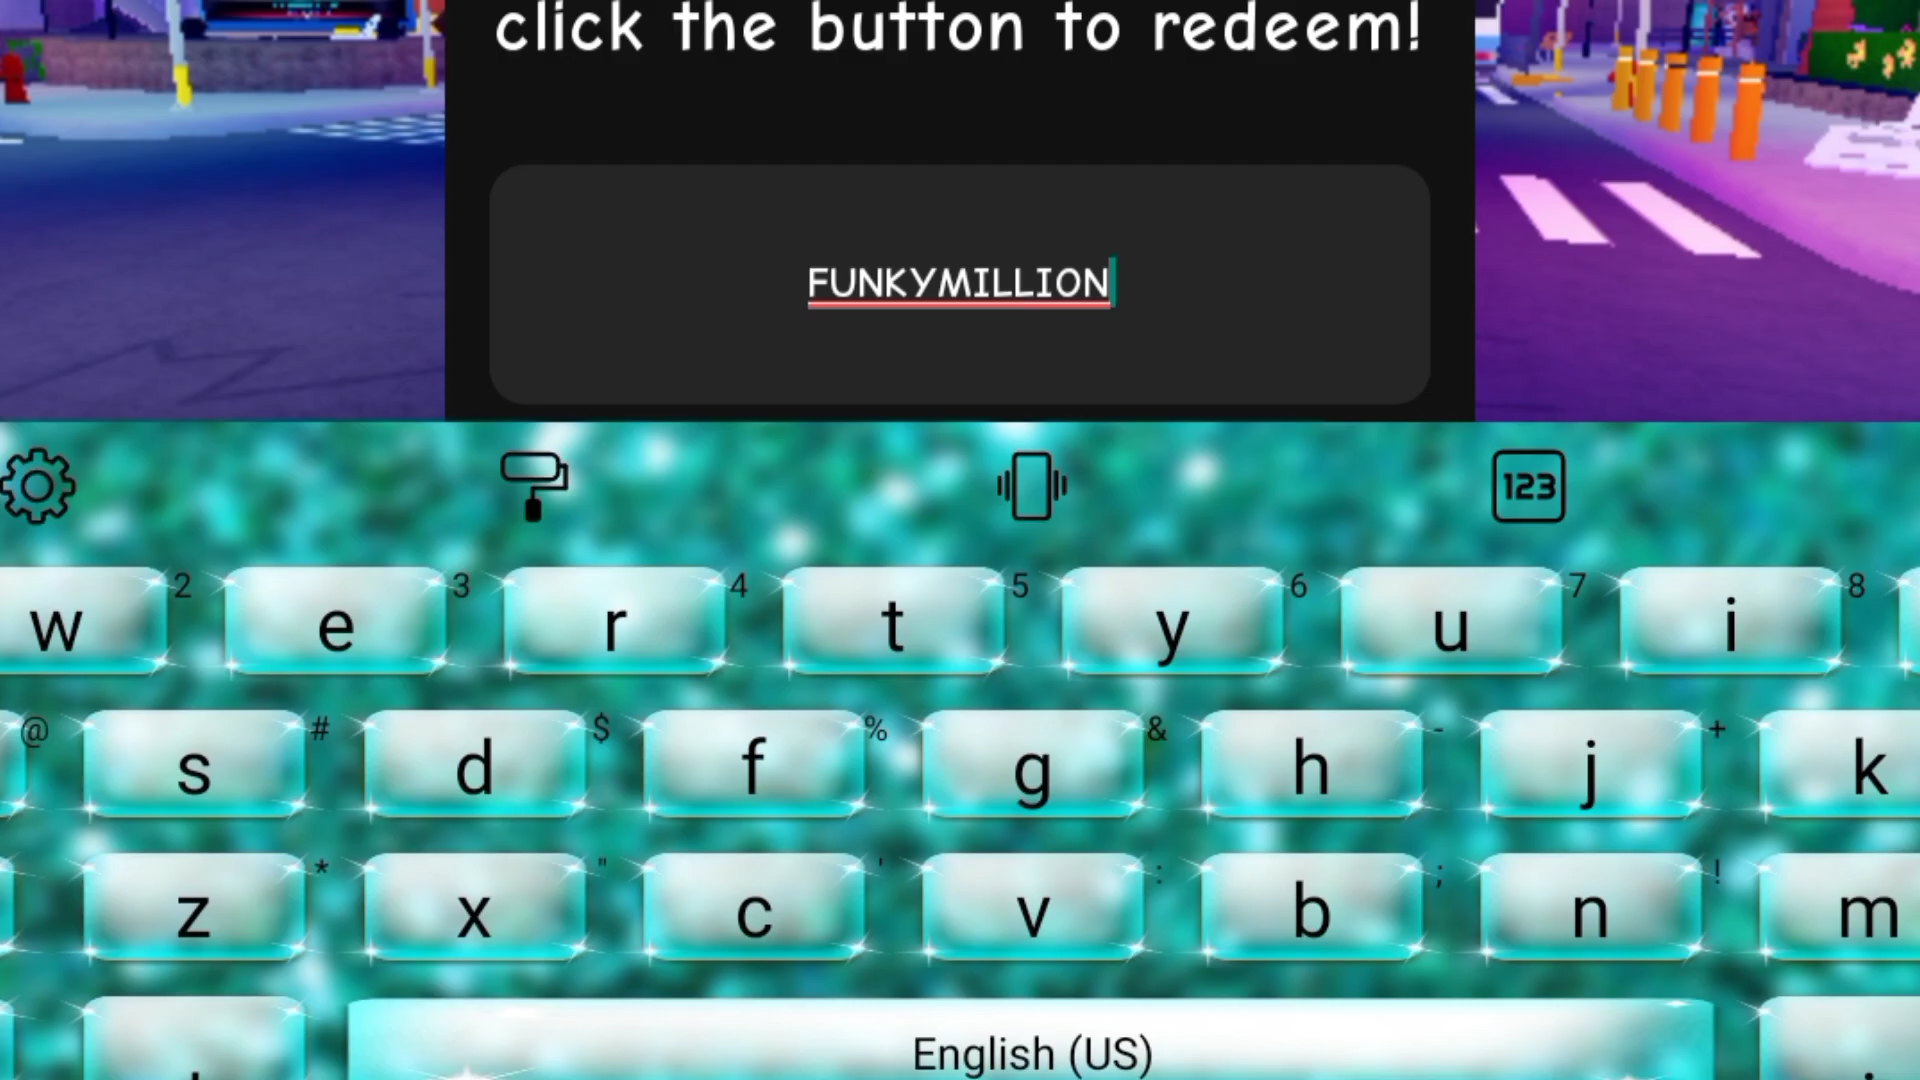 click the button to redeem!
FUNKYMILLION
123
w 2 e 3 r 4 t 5 y 6 u 7 i 8
@ s # d $ f % g & h - j + k
z * x " c ' v : b ; n ! m
English (US)